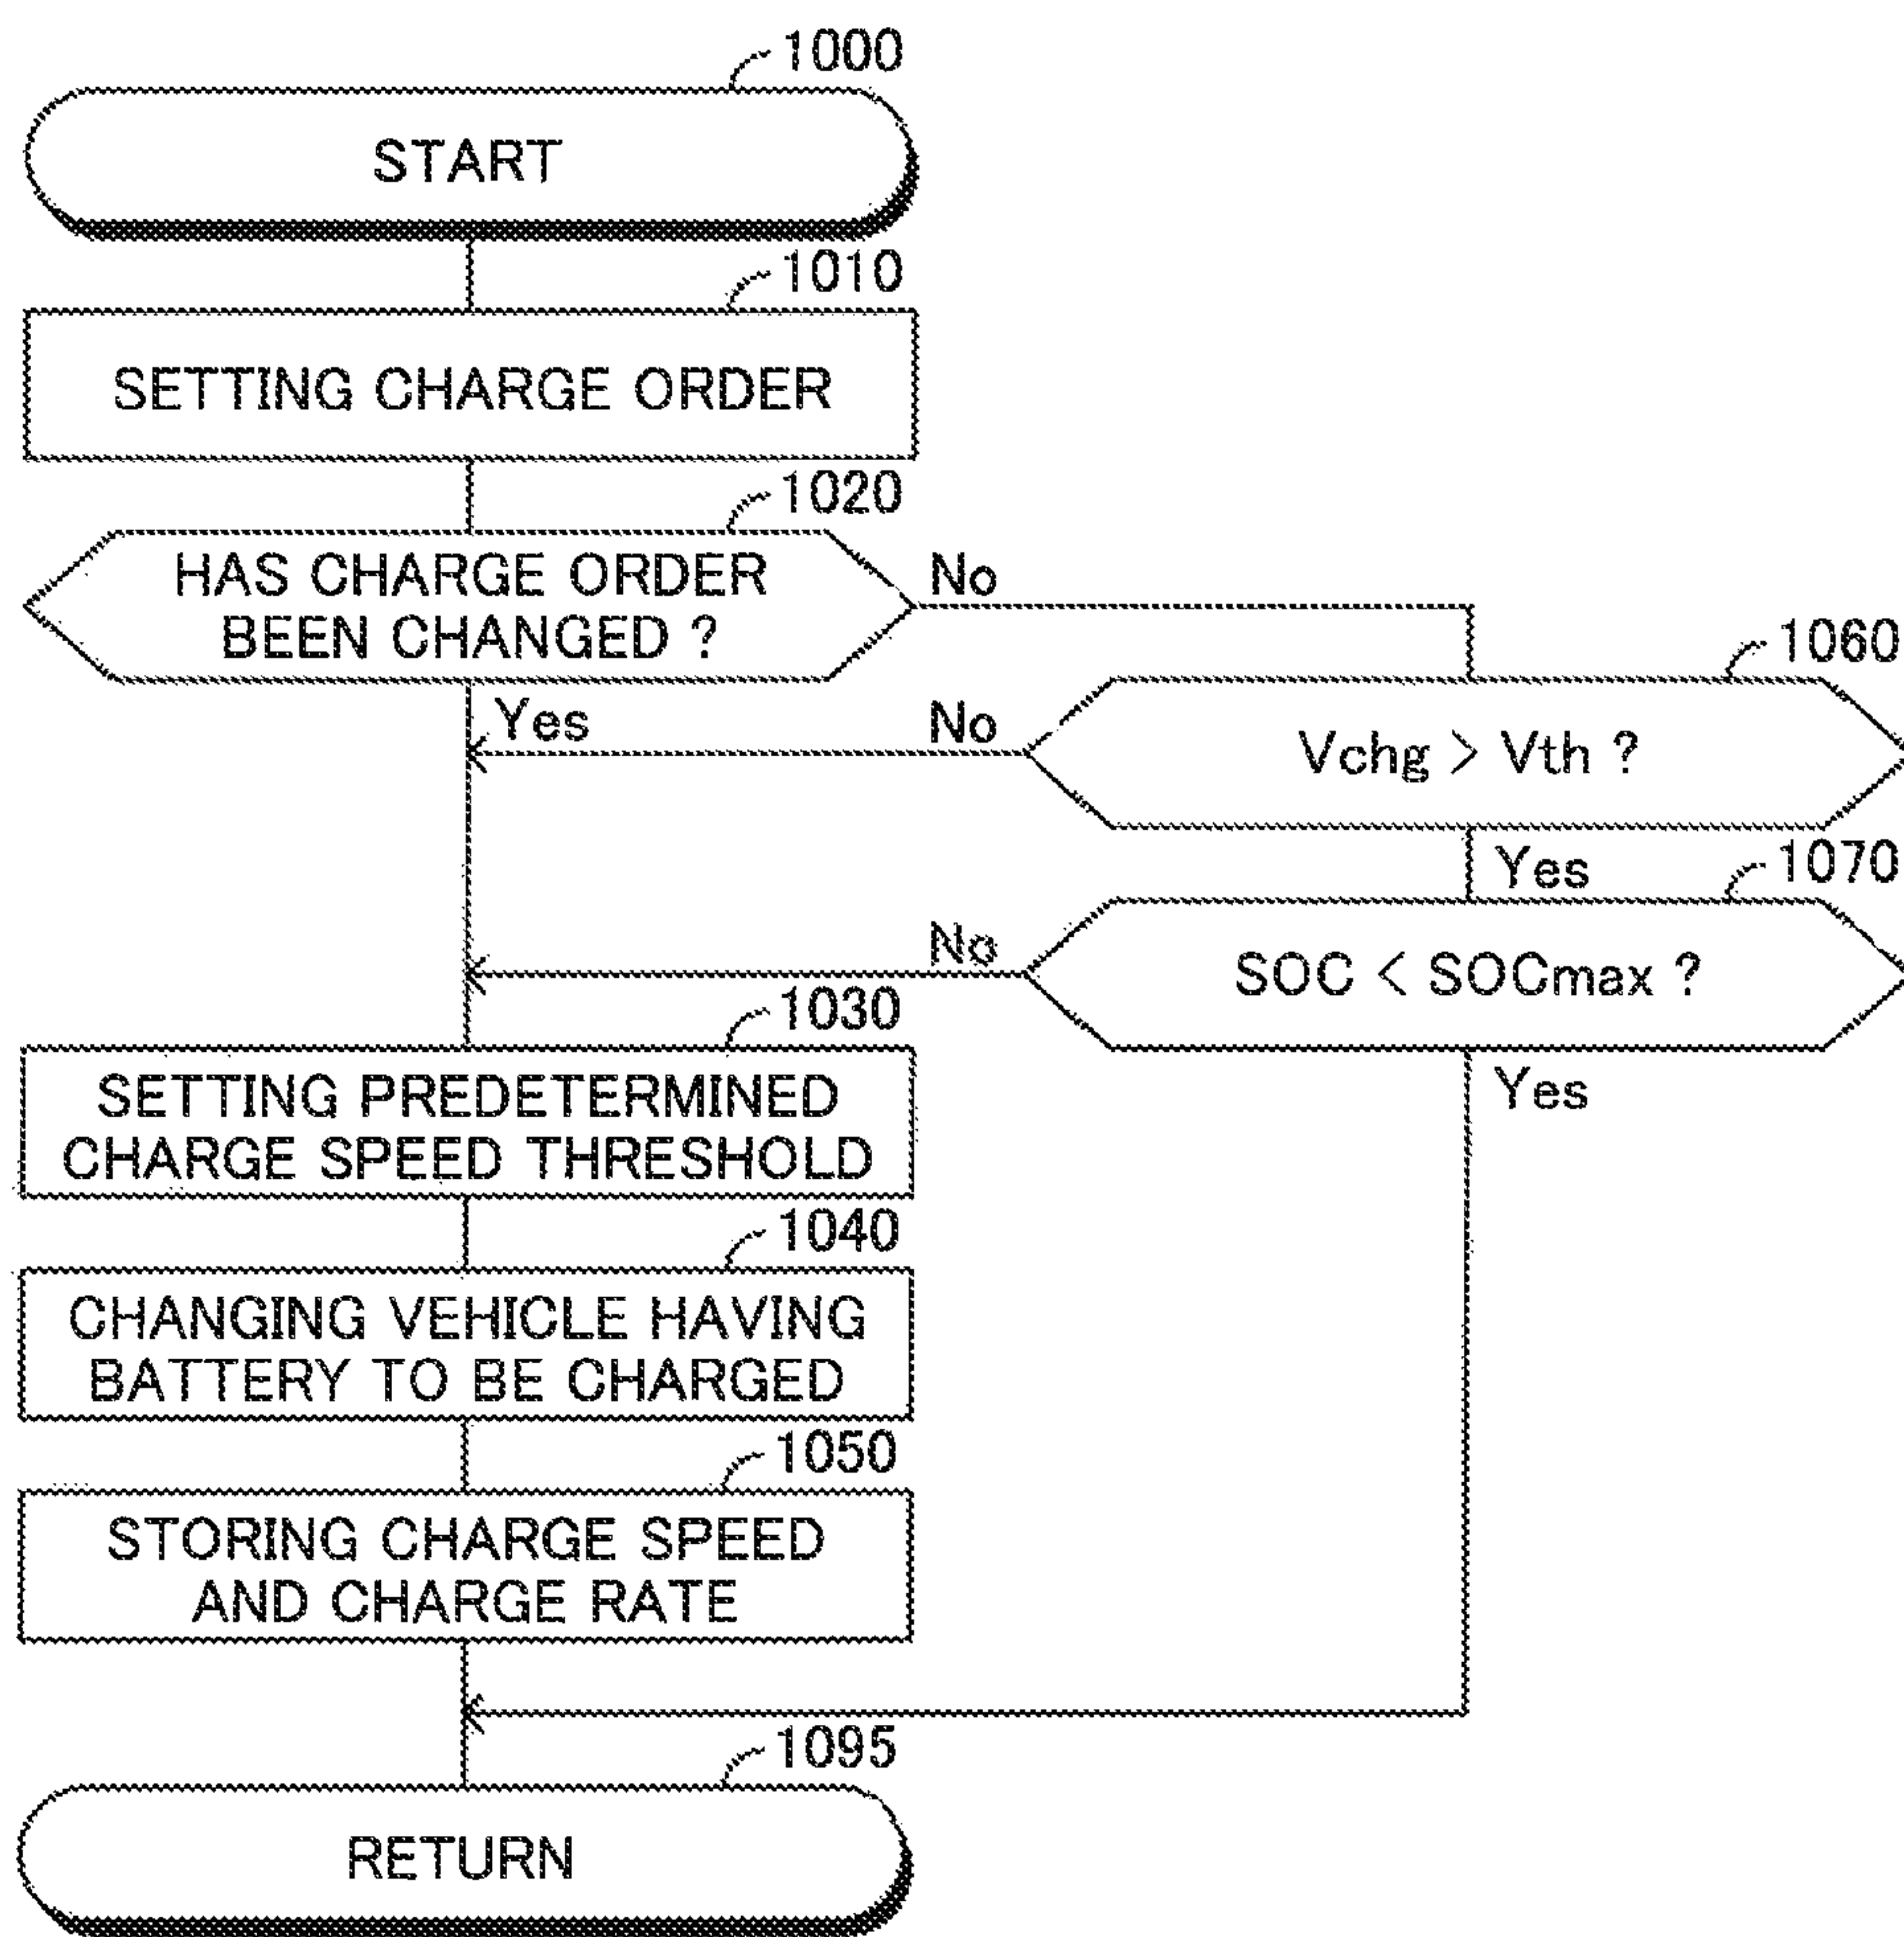 1000
START
1010
SETTING CHARGE ORDER
1020
HAS CHARGE ORDER
BEEN CHANGED ?
No
1060
Yes
No
Vchg > Vth ?
Yes
1070
No
SOC < SOCmax ?
Yes
1030
SETTING PREDETERMINED
CHARGE SPEED THRESHOLD
1040
CHANGING VEHICLE HAVING
BATTERY TO BE CHARGED
1050
STORING CHARGE SPEED
AND CHARGE RATE
1095
RETURN